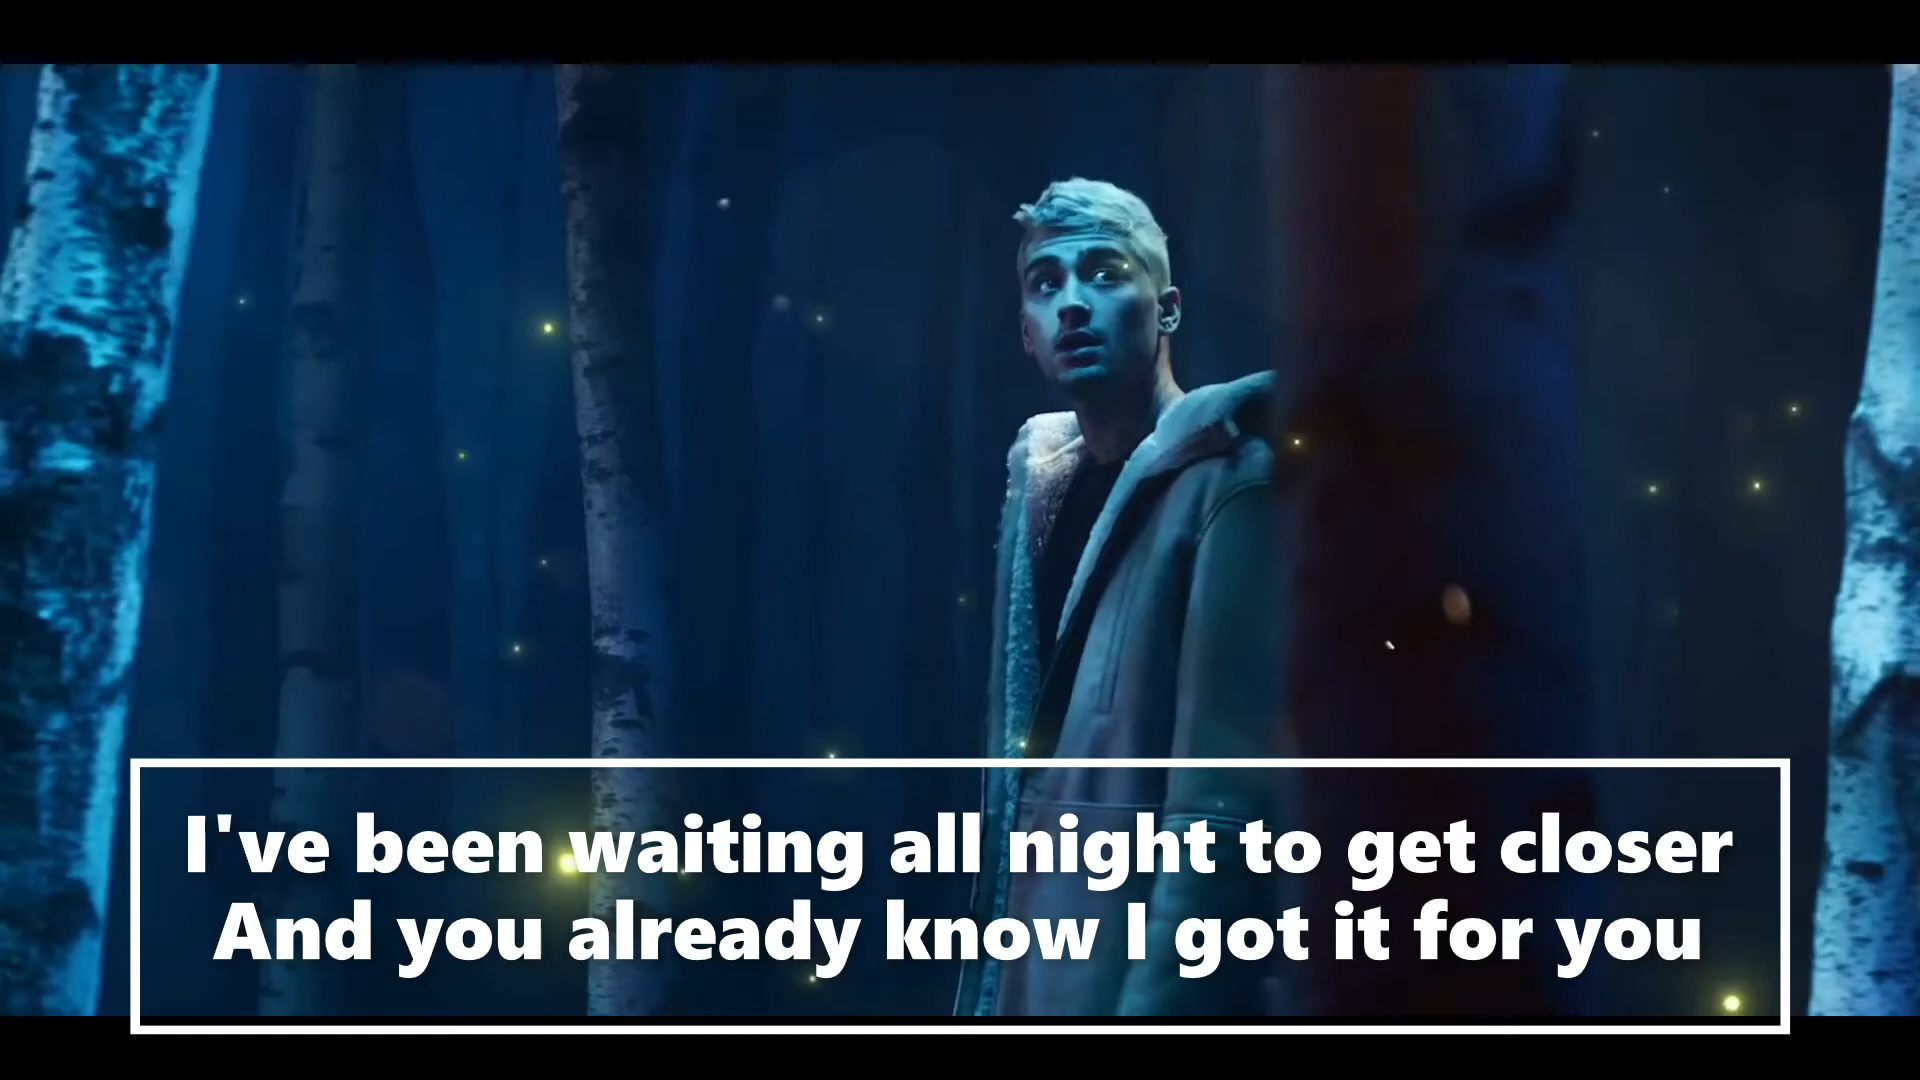 I've been waiting all night to get closer
And you already know I got it for you